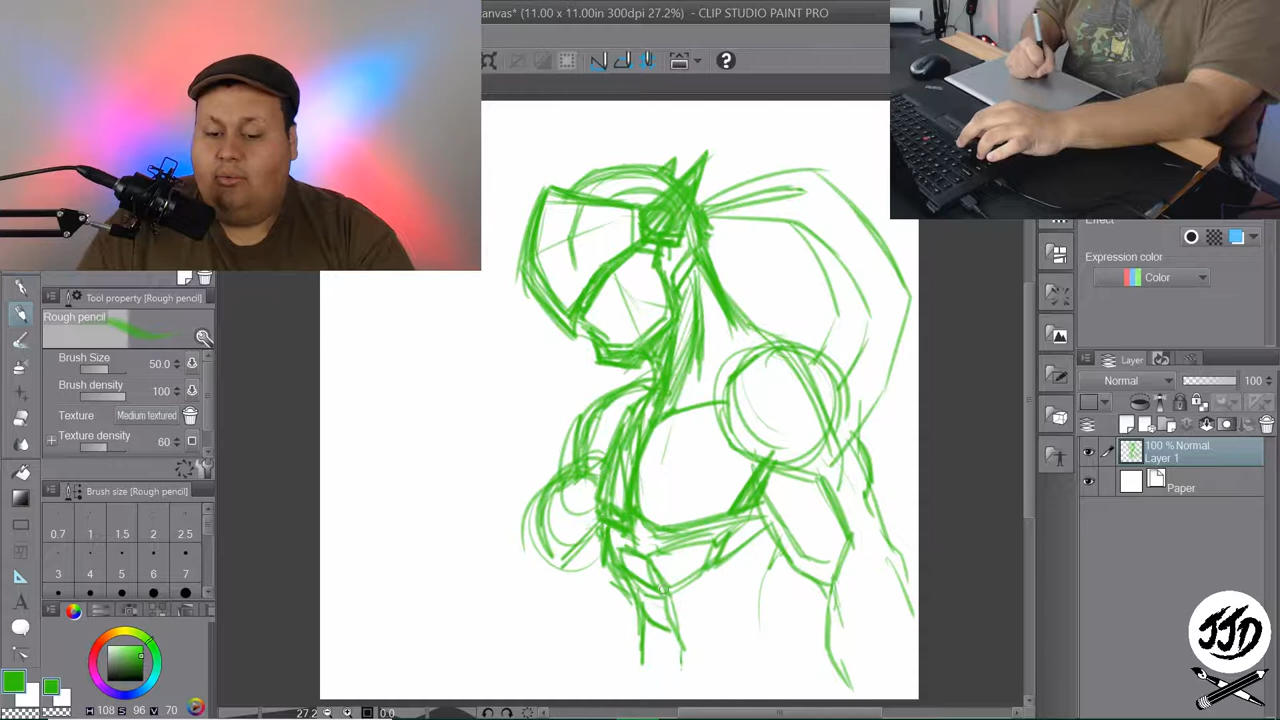 canvas* (11.00 x 11.00in 300dpi 27.2%) - CLIP STUDIO PAINT PRO
Effect
Expression color
Color
Tool property [Rough pencil]
Rough pencil
Brush Size 50.0
Brush density 100
Texture Medium textured
Texture density 60
Brush size [Rough pencil]
0.7 1 1.5 2 2.5
3 4 5 6 7
H 108 S 96 V 70
27.2
0.0
Layer
Normal 100
100 % Normal
Layer 1
Paper
JJD